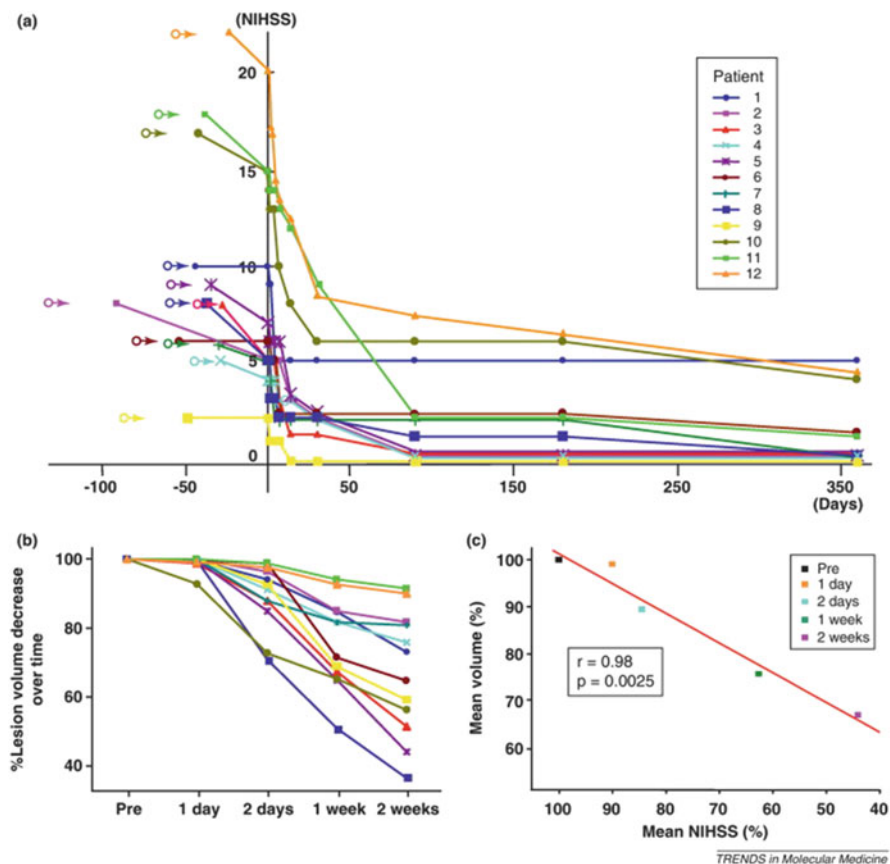 (a)
(NIHSS)
20
15
10
5
0
-100 -50 50 150 250 350
(Days)
Patient
1
2
3
4
5
6
7
8
9
10
11
12
(b)
%Lesion volume decrease
over time
100
80
60
40
Pre 1 day 2 days 1 week 2 weeks
(c)
Mean volume (%)
100
90
80
70
60
r = 0.98
p = 0.0025
Pre
1 day
2 days
1 week
2 weeks
100 90 80 70 60 50 40
Mean NIHSS (%)
TRENDS in Molecular Medicine